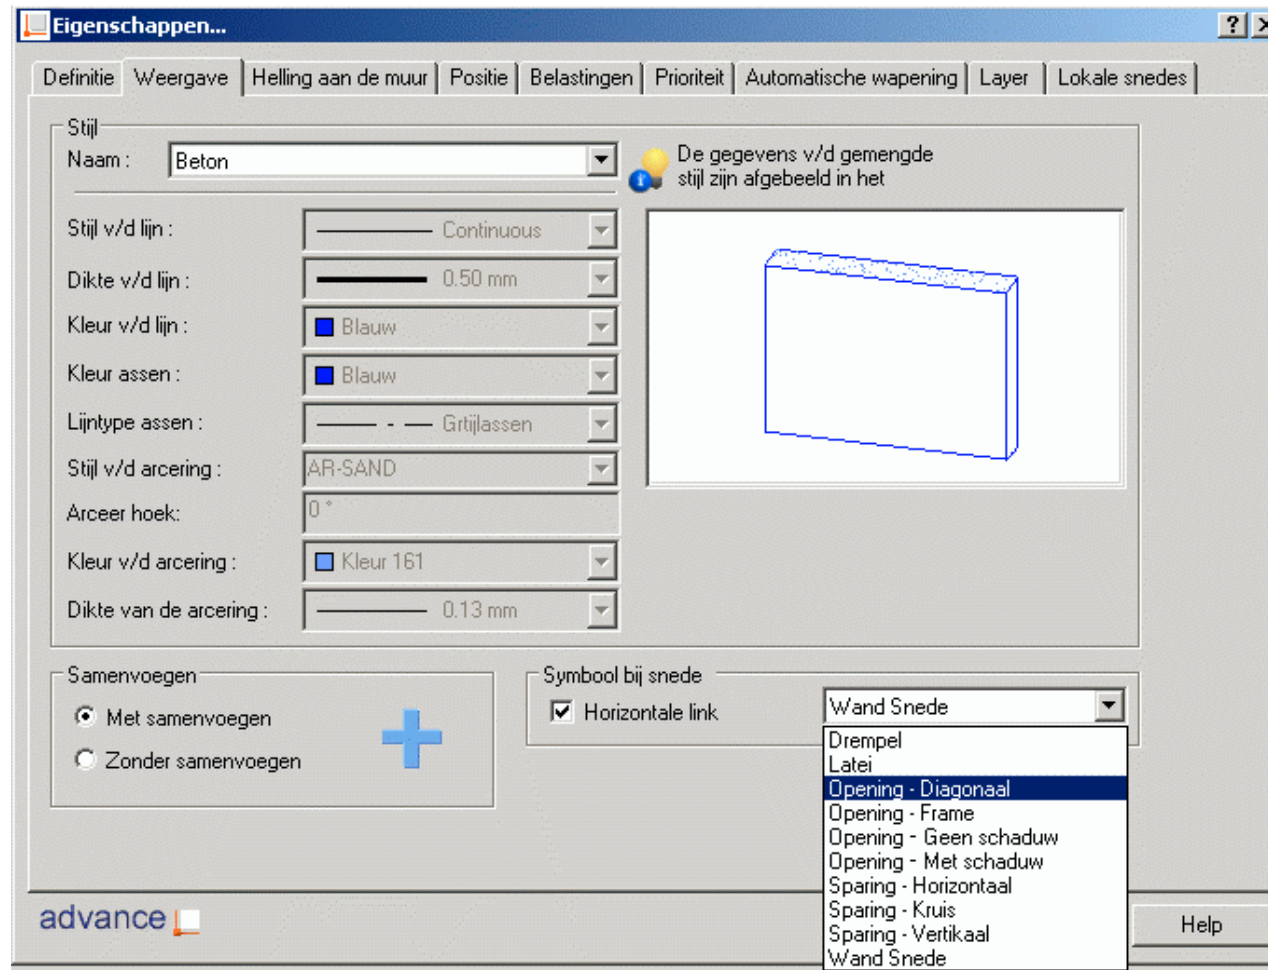 Eigenschappen...
Definitie Weergave Helling aan de muur Positie Belastingen Prioriteit Automatische wapening Layer Lokale snedes
Stijl
Naam : Beton
De gegevens v/d gemengde
stijl zijn afgebeeld in het
Stijl v/d lijn : Continuous
Dikte v/d lijn : 0.50 mm
Kleur v/d lijn : Blauw
Kleur assen : Blauw
Lijntype assen : Grtijlassen
Stijl v/d arcering : AR-SAND
Arceer hoek: 0 °
Kleur v/d arcering : Kleur 161
Dikte van de arcering : 0.13 mm
Samenvoegen
Met samenvoegen
Zonder samenvoegen
Symbool bij snede
Horizontale link Wand Snede
Drempel
Latei
Opening - Diagonaal
Opening - Frame
Opening - Geen schaduw
Opening - Met schaduw
Sparing - Horizontaal
Sparing - Kruis
Sparing - Vertikaal
Wand Snede
advance
Help